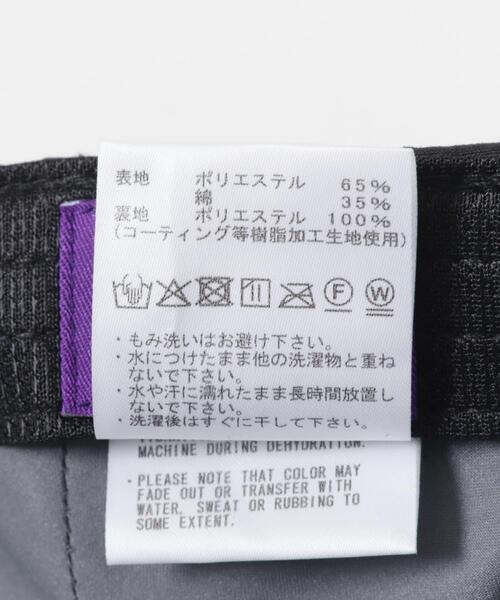 表地 ポリエステル 65%
綿 35%
裏地 ポリエステル 100%
(コーティング等樹脂加工生地使用)
F W
・もみ洗いはお避け下さい。
・水につけたまま他の洗濯物と重ね
ないで下さい。
・水や汗に濡れたまま長時間放置し
ないで下さい。
・洗濯後はすぐに干して下さい。
MACHINE DURING DEHYDRATION.
・PLEASE NOTE THAT COLOR MAY
FADE OUT OR TRANSFER WITH
WATER, SWEAT OR RUBBING TO
SOME EXTENT.